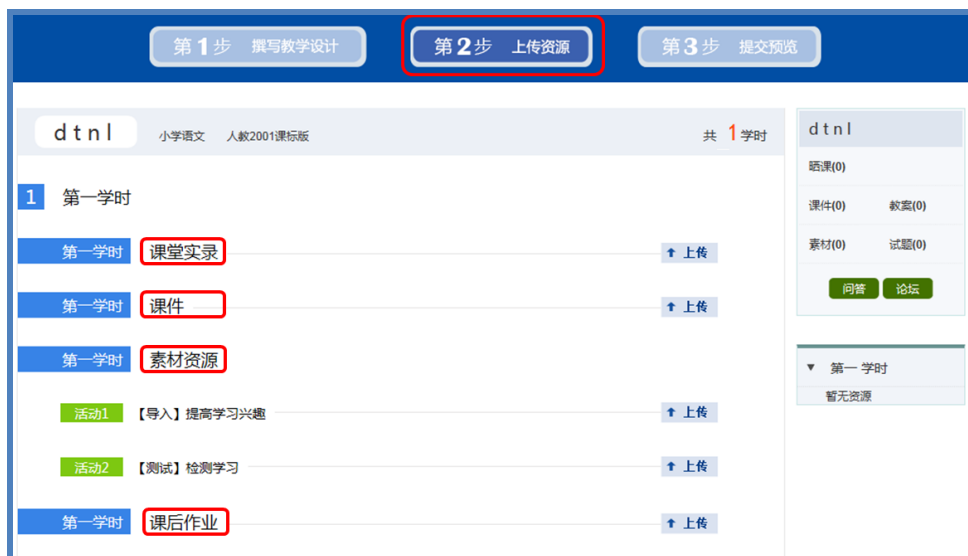 第1步 撰写教学设计
第2步 上传资源
第3步 提交预览
dtnl 小学语文 人教2001课标版 共 1 学时
1 第一学时
第一学时 课堂实录 上传
第一学时 课件 上传
第一学时 素材资源
活动1 【导入】提高学习兴趣 上传
活动2 【测试】检测学习 上传
第一学时 课后作业 上传
dtnl
晒课(0)
课件(0) 教案(0)
素材(0) 试题(0)
问答 论坛
第一 学时
暂无资源